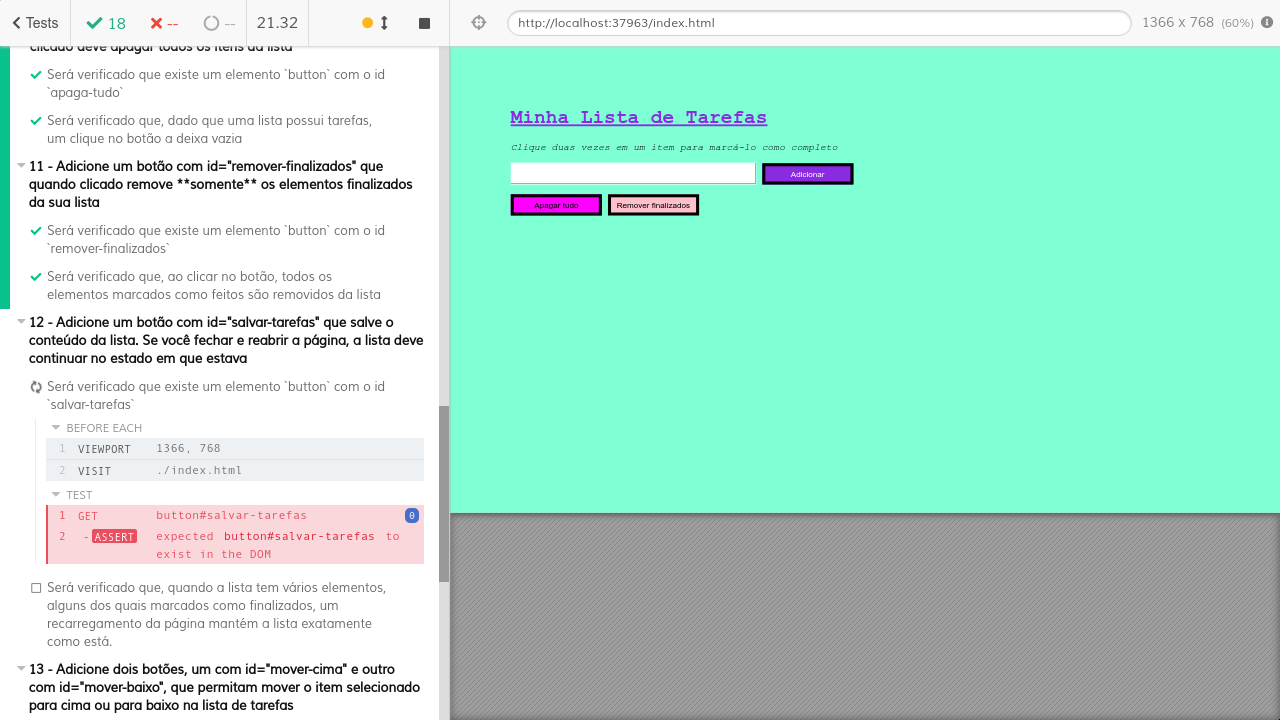 Tests
18
--
--
21.32
http://localhost:37963/index.html
1366 x 768 (60%)
clicado deve apagar todos os itens da lista
Será verificado que existe um elemento `button` com o id
`apaga-tudo`
Será verificado que, dado que uma lista possui tarefas,
um clique no botão a deixa vazia
11 - Adicione um botão com id="remover-finalizados" que
quando clicado remove **somente** os elementos finalizados
da sua lista
Será verificado que existe um elemento `button` com o id
`remover-finalizados`
Será verificado que, ao clicar no botão, todos os
elementos marcados como feitos são removidos da lista
12 - Adicione um botão com id="salvar-tarefas" que salve o
conteúdo da lista. Se você fechar e reabrir a página, a lista deve
continuar no estado em que estava
Será verificado que existe um elemento `button` com o id
`salvar-tarefas`
BEFORE EACH
1 VIEWPORT 1366, 768
2 VISIT ./index.html
TEST
1 GET button#salvar-tarefas 0
2 -ASSERT expected button#salvar-tarefas to
exist in the DOM
Será verificado que, quando a lista tem vários elementos,
alguns dos quais marcados como finalizados, um
recarregamento da página mantém a lista exatamente
como está.
13 - Adicione dois botões, um com id="mover-cima" e outro
com id="mover-baixo", que permitam mover o item selecionado
para cima ou para baixo na lista de tarefas
Minha Lista de Tarefas
Clique duas vezes em um item para marcá-lo como completo
Adicionar
Apagar tudo
Remover finalizados